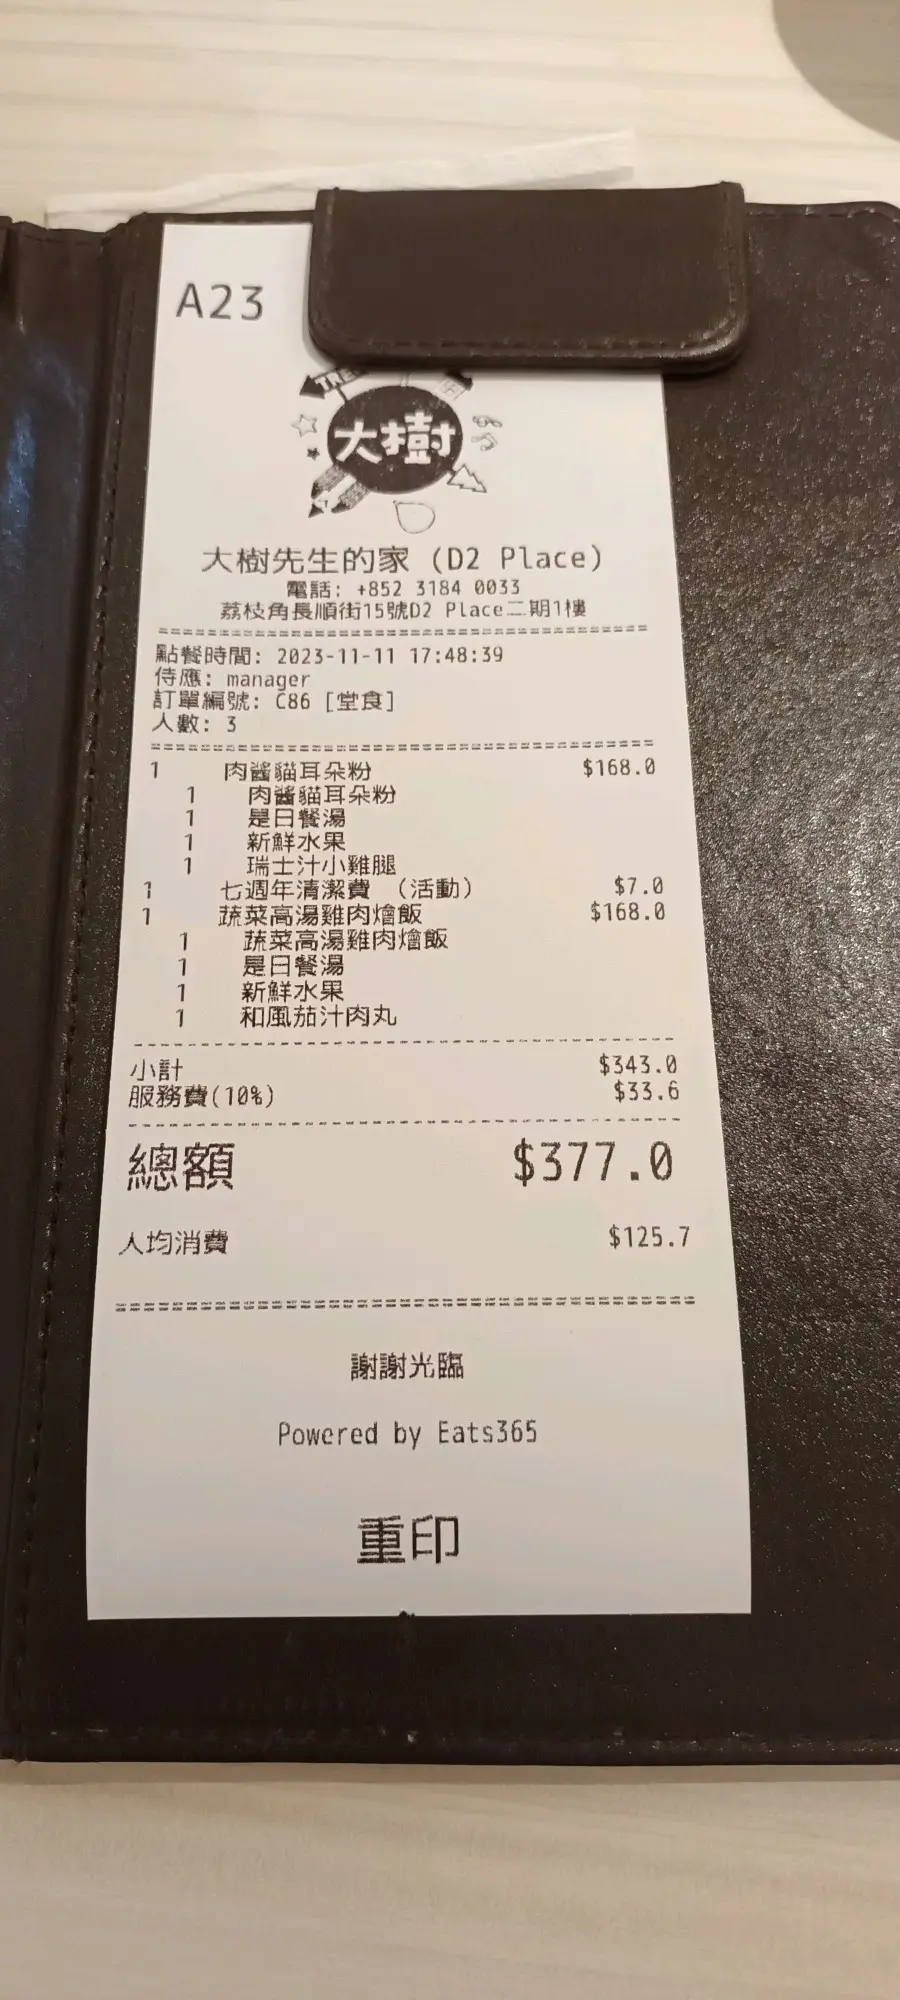 A23
TREE
大樹
大樹先生的家 (D2 Place)
電話: +852 3184 0033
荔枝角長順街15號D2 Place二期1樓
點餐時間: 2023-11-11 17:48:39
侍應: manager
訂單編號: C86 [堂食]
人數: 3
1 肉醬貓耳朵粉 $168.0
1 肉醬貓耳朵粉
1 是日餐湯
1 新鮮水果
1 瑞士汁小雞腿
1 七週年清潔費 (活動) $7.0
1 蔬菜高湯雞肉燴飯 $168.0
1 蔬菜高湯雞肉燴飯
1 是日餐湯
1 新鮮水果
1 和風茄汁肉丸
小計 $343.0
服務費(10%) $33.6
總額 $377.0
人均消費 $125.7
謝謝光臨
Powered by Eats365
重印